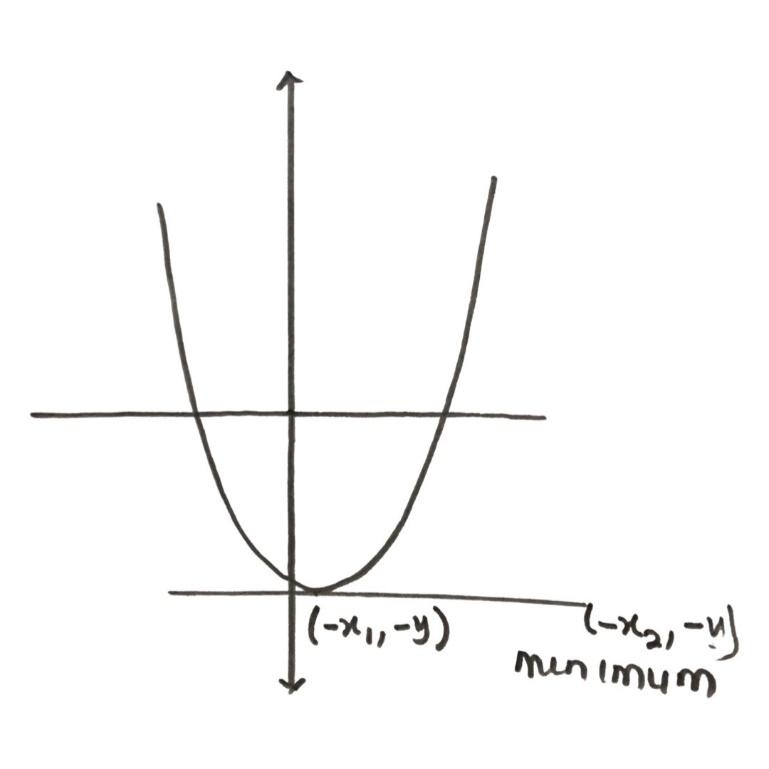 (-x₁, -y)
(-x₂, -y)
minimum